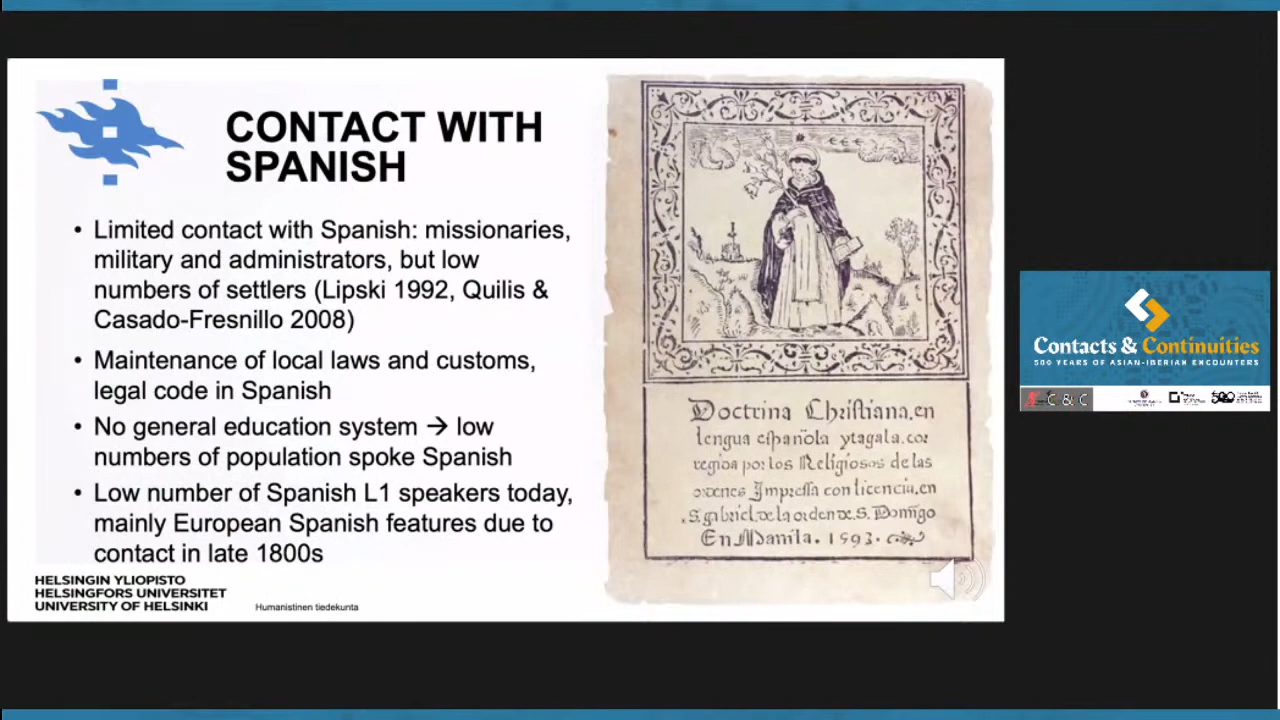 CONTACT WITH
SPANISH
• Limited contact with Spanish: missionaries,
military and administrators, but low
numbers of settlers (Lipski 1992, Quilis &
Casado-Fresnillo 2008)
• Maintenance of local laws and customs,
legal code in Spanish
• No general education system → low
numbers of population spoke Spanish
• Low number of Spanish L1 speakers today,
mainly European Spanish features due to
contact in late 1800s
HELSINGIN YLIOPISTO
HELSINGFORS UNIVERSITET
UNIVERSITY OF HELSINKI
Humanistinen tiedekunta
Doctrina Christiana, en
lengua española ytagala, cor
regida por los Religiosos de las
ordenes Impressa con licencia, en
S. gabriel, de la orden de. S. Domĩgo
En Manila. 1593.
Contacts & Continuities
500 YEARS OF ASIAN-IBERIAN ENCOUNTERS
C & C